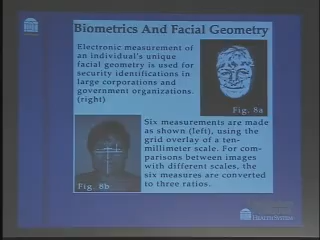 Biometrics And Facial Geometry
Electronic measurement of
an individual's unique
facial geometry is used for
security identifications in
large corporations and
government organizations.
(right)
Fig. 8a
Six measurements are made
as shown (left), using the
grid overlay of a ten-
millimeter scale. For com-
parisons between images
with different scales, the
six measures are converted
to three ratios.
Fig. 8b